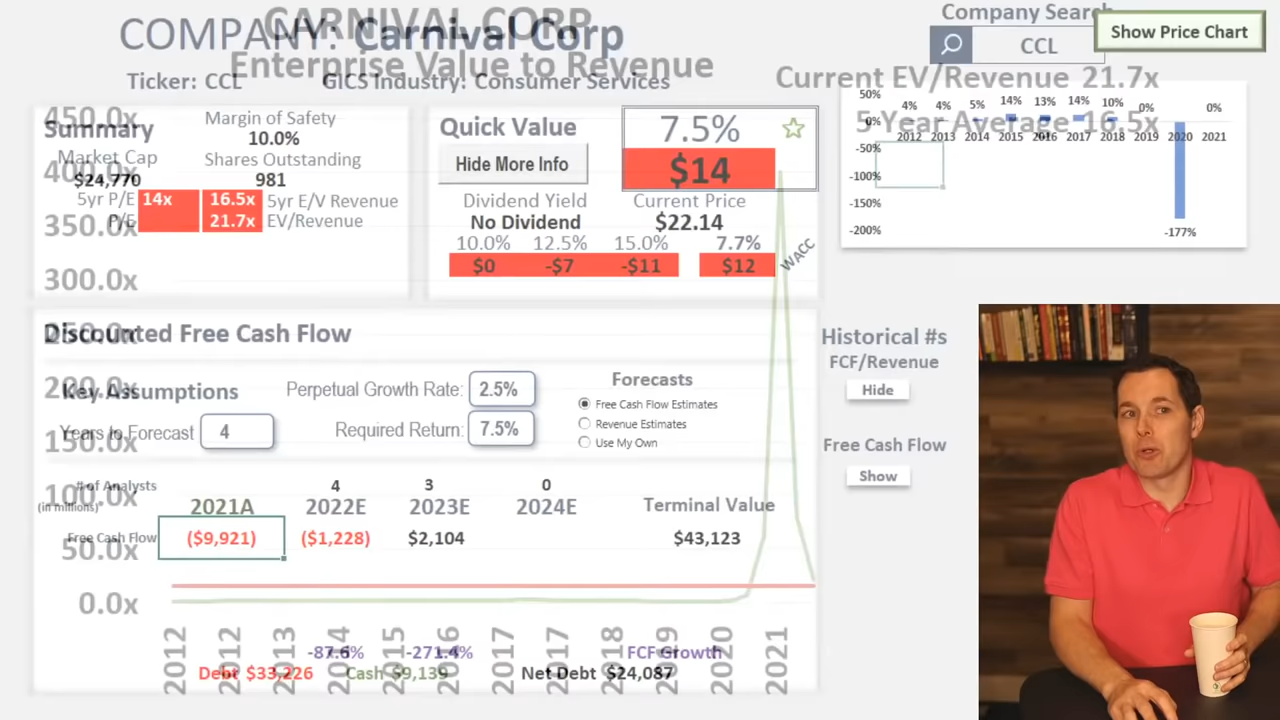 COMPANY: Carnival Corp
CARNIVAL CORP
Enterprise Value to Revenue
Ticker: CCL
GICS Industry: Consumer Services
Company Search
CCL
Show Price Chart
Current EV/Revenue 21.7x
5 Year Average 16.5x
Summary
Margin of Safety
10.0%
Market Cap
$24,770
Shares Outstanding
981
5yr P/E 14x
16.5x 5yr E/V Revenue
P/E
21.7x EV/Revenue
Quick Value
Hide More Info
7.5%
$14
Dividend Yield
No Dividend
Current Price
$22.14
10.0% 12.5% 15.0% 7.7%
$0 -$7 -$11 $12
WACC
50%
0%
-50%
-100%
-150%
-200%
4% 4% 5% 14% 13% 14% 10% 0% 0%
2012 2013 2014 2015 2016 2017 2018 2019 2020 2021
-177%
450.0x
400.0x
350.0x
300.0x
250.0x
200.0x
150.0x
100.0x
50.0x
0.0x
Discounted Free Cash Flow
Key Assumptions
Years to Forecast 4
Perpetual Growth Rate: 2.5%
Required Return: 7.5%
Forecasts
Free Cash Flow Estimates
Revenue Estimates
Use My Own
Historical #s
FCF/Revenue
Hide
Free Cash Flow
Show
# of Analysts 4 3 0
(in millions) 2021A 2022E 2023E 2024E Terminal Value
Free Cash Flow ($9,921) ($1,228) $2,104 $43,123
2012 2012 2013 2014 2015 2016 2017 2017 2018 2019 2020 2021
-87.6% -271.4% FCF Growth
Debt $33,226 Cash $9,139 Net Debt $24,087